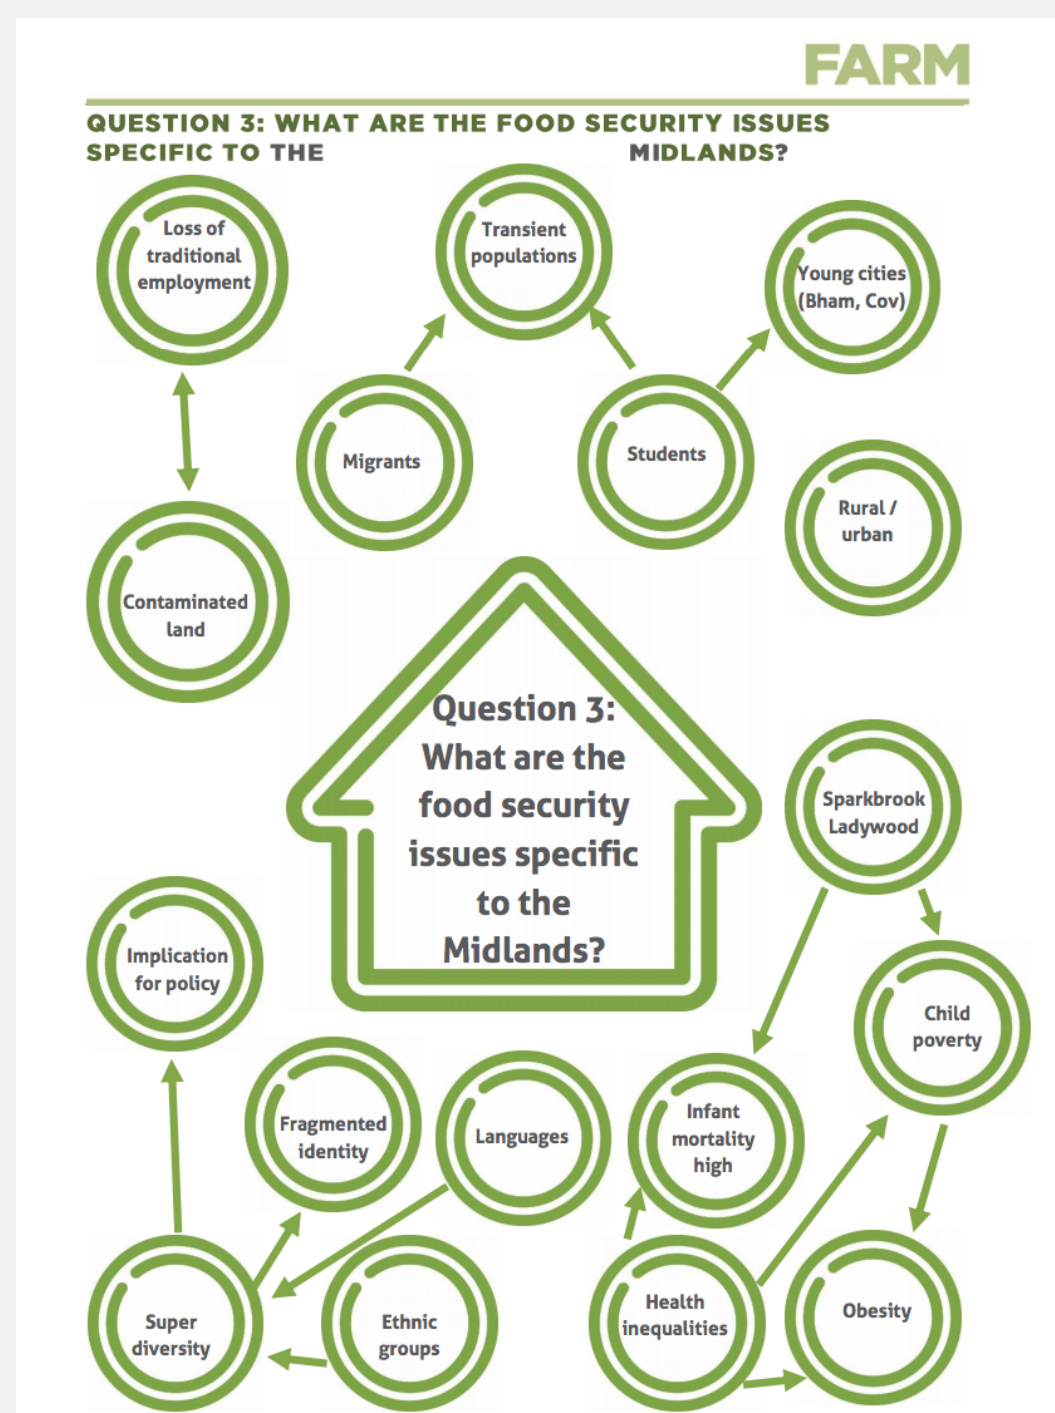 FARM
QUESTION 3: WHAT ARE THE FOOD SECURITY ISSUES
SPECIFIC TO THE MIDLANDS?
Loss of
traditional
employment
Transient
populations
Young cities
(Bham, Cov)
Migrants
Students
Rural /
urban
Contaminated
land
Question 3:
What are the
food security
issues specific
to the
Midlands?
Sparkbrook
Ladywood
Implication
for policy
Child
poverty
Fragmented
identity
Languages
Infant
mortality
high
Super
diversity
Ethnic
groups
Health
inequalities
Obesity